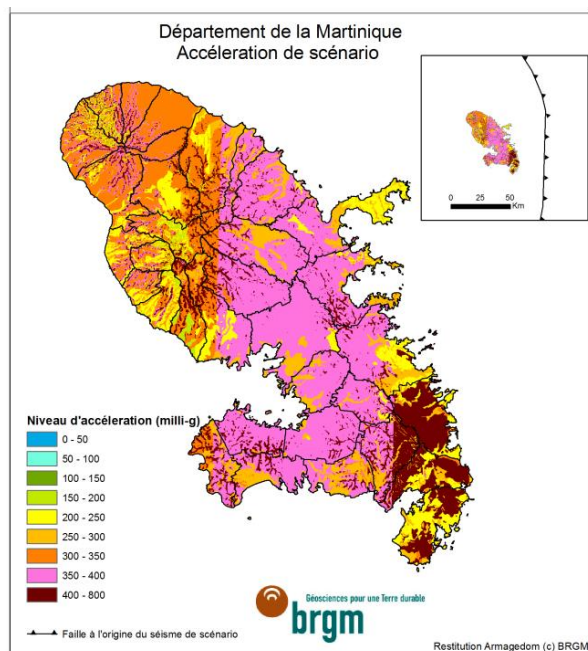 Département de la Martinique
Accéleration de scénario
0 25 50
Km
Niveau d'accéleration (milli-g)
0 - 50
50 - 100
100 - 150
150 - 200
200 - 250
250 - 300
300 - 350
350 - 400
400 - 800
Géosciences pour une Terre durable
brgm
Faille à l'origine du séisme de scénario
Restitution Armagedom (c) BRGM